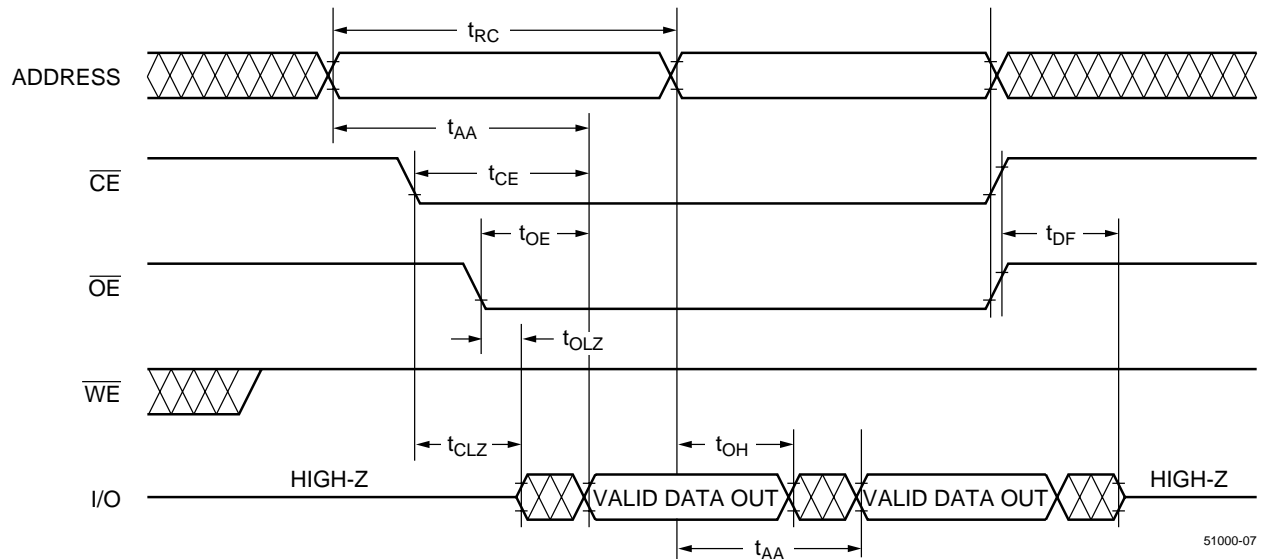 tRC
ADDRESS
tAA
CE
tCE
tOE
tDF
OE
tOLZ
WE
tCLZ
tOH
HIGH-Z
HIGH-Z
I/O
VALID DATA OUT
VALID DATA OUT
tAA
51000-07